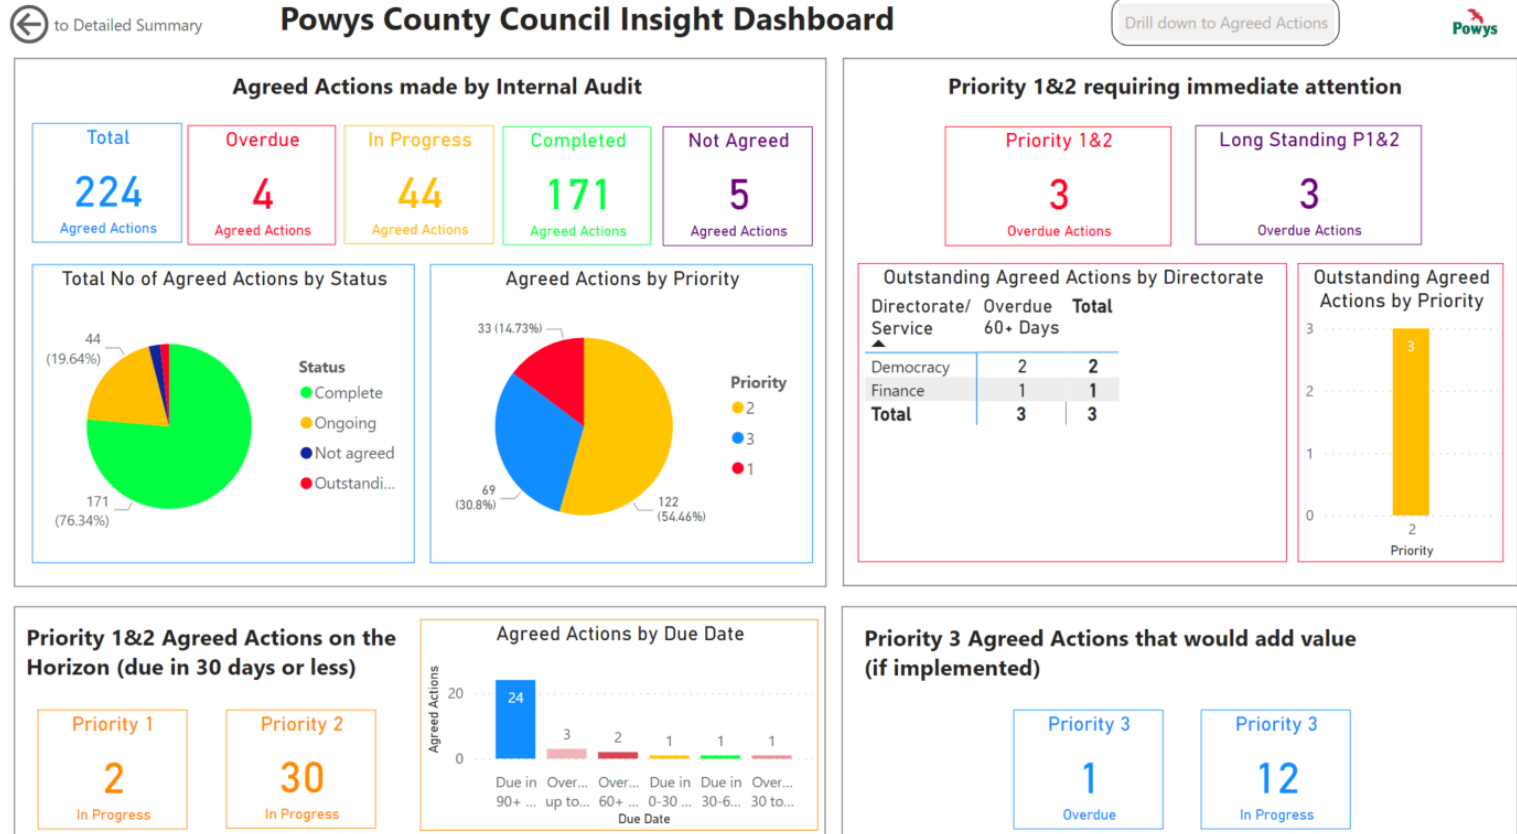 to Detailed Summary
Powys County Council Insight Dashboard
Drill down to Agreed Actions
Powys
Agreed Actions made by Internal Audit
Total
224
Agreed Actions
Overdue
4
Agreed Actions
In Progress
44
Agreed Actions
Completed
171
Agreed Actions
Not Agreed
5
Agreed Actions
Total No of Agreed Actions by Status
44
(19.64%)
171
(76.34%)
Status
Complete
Ongoing
Not agreed
Outstandi...
Agreed Actions by Priority
33 (14.73%)
69
(30.8%)
122
(54.46%)
Priority
2
3
1
Priority 1&2 requiring immediate attention
Priority 1&2
3
Overdue Actions
Long Standing P1&2
3
Overdue Actions
Outstanding Agreed Actions by Directorate
Directorate/ Overdue Total
Service 60+ Days
Democracy 2 2
Finance 1 1
Total 3 3
Outstanding Agreed
Actions by Priority
3
2
1
0
3
2
Priority
Priority 1&2 Agreed Actions on the
Horizon (due in 30 days or less)
Priority 1
2
In Progress
Priority 2
30
In Progress
Agreed Actions by Due Date
Agreed Actions
20
0
24 3 2 1 1 1
Due in Over... Over... Due in Due in Over...
90+ ... up to... 60+ ... 0-30 ... 30-6... 30 to...
Due Date
Priority 3 Agreed Actions that would add value
(if implemented)
Priority 3
1
Overdue
Priority 3
12
In Progress